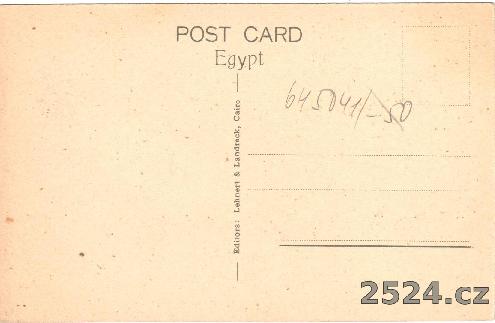 POST CARD
Egypt
645041/-50
Editors: Lehnert & Landrock, Cairo
2524.cz